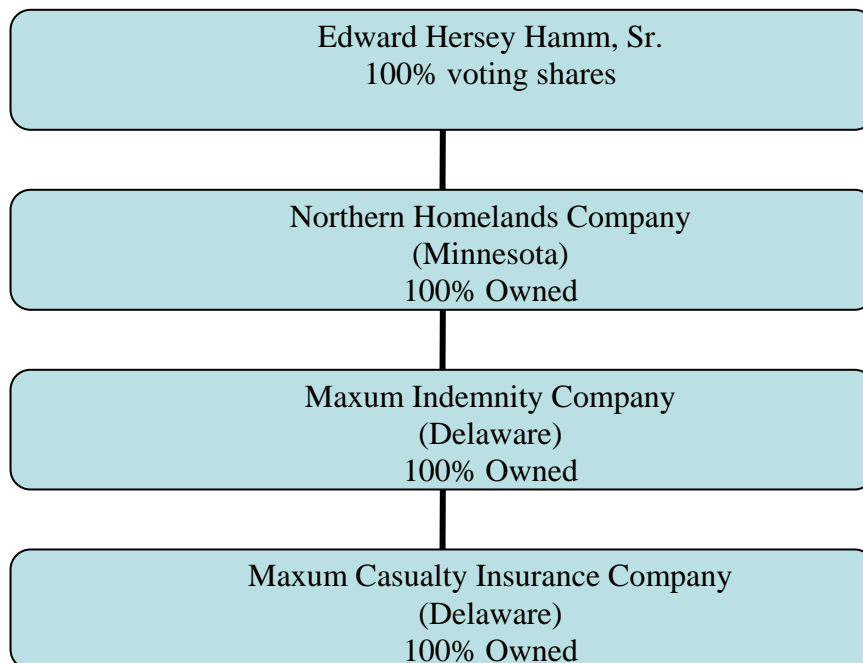 Edward Hersey Hamm, Sr.
100% voting shares
Northern Homelands Company
(Minnesota)
100% Owned
Maxum Indemnity Company
(Delaware)
100% Owned
Maxum Casualty Insurance Company
(Delaware)
100% Owned